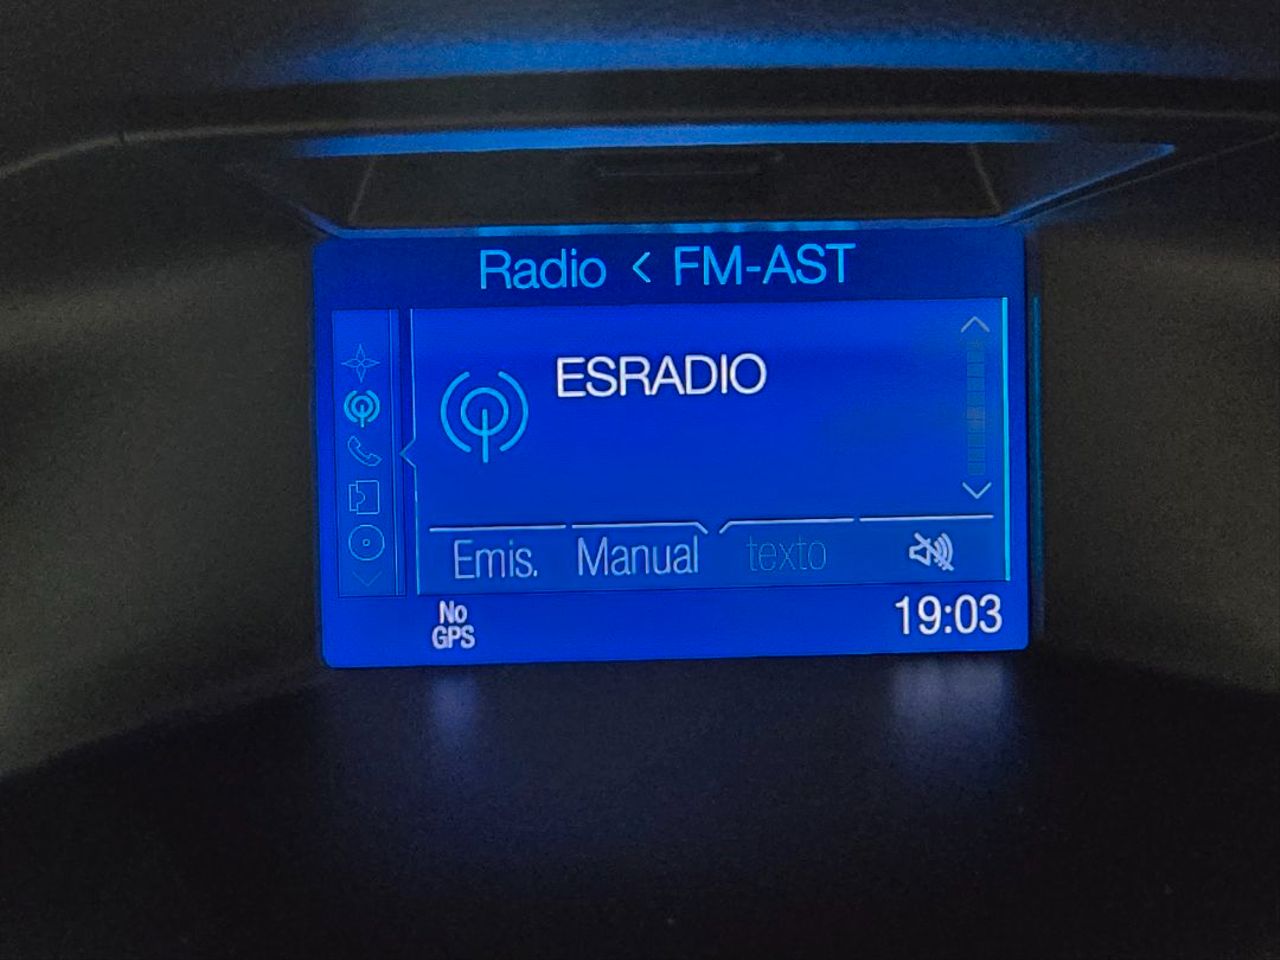 Radio < FM-AST
ESRADIO
Emis. Manual texto
No
GPS
19:03